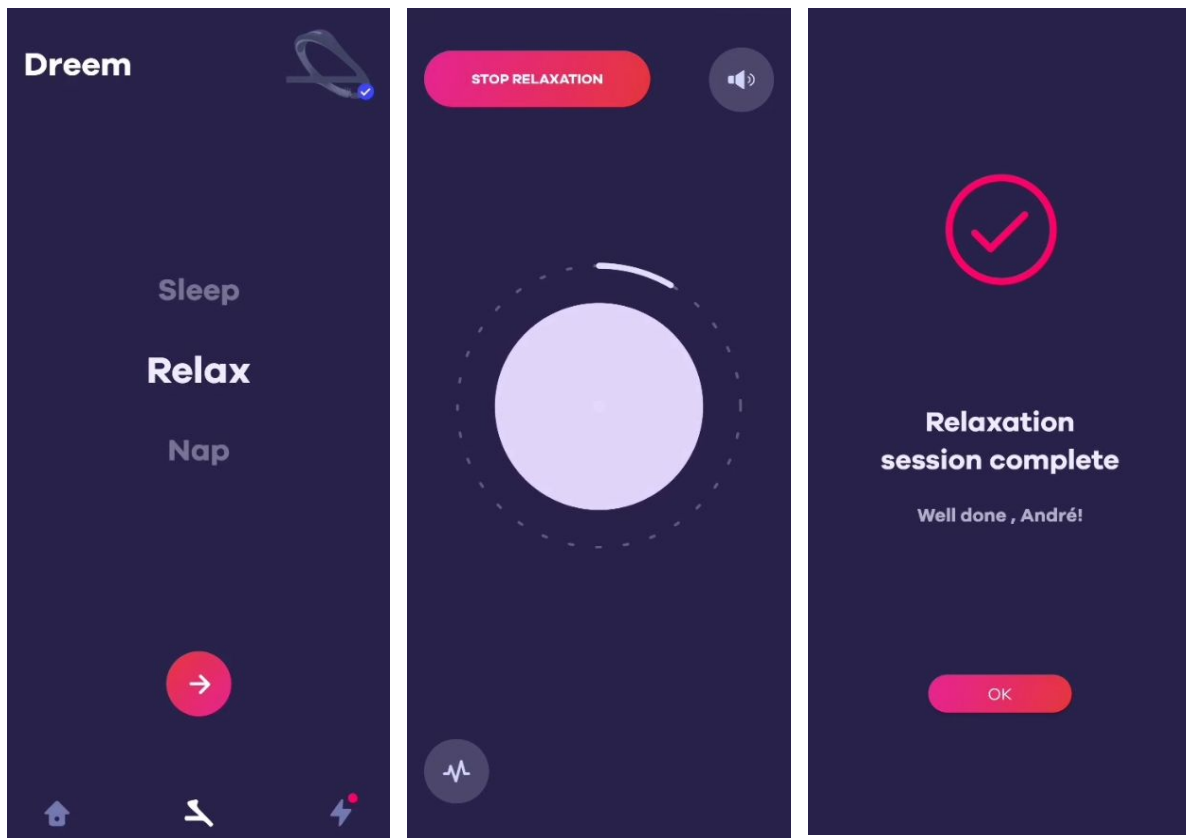 Dreem
Sleep
Relax
Nap
STOP RELAXATION
Relaxation
session complete
Well done , André!
OK